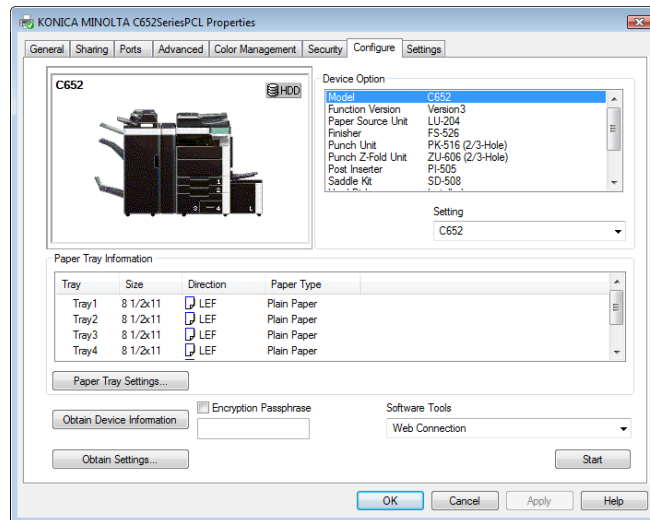 KONICA MINOLTA C652SeriesPCL Properties
General Sharing Ports Advanced Color Management Security Configure Settings
C652
HDD
1
2
3 4 L
Device Option
Model C652
Function Version Version3
Paper Source Unit LU-204
Finisher FS-526
Punch Unit PK-516 (2/3-Hole)
Punch Z-Fold Unit ZU-606 (2/3-Hole)
Post Inserter PI-505
Saddle Kit SD-508
Setting
C652
Paper Tray Information
Tray Size Direction Paper Type
Tray1 8 1/2x11 LEF Plain Paper
Tray2 8 1/2x11 LEF Plain Paper
Tray3 8 1/2x11 LEF Plain Paper
Tray4 8 1/2x11 LEF Plain Paper
Paper Tray Settings...
Obtain Device Information
Encryption Passphrase
Software Tools
Web Connection
Obtain Settings...
Start
OK Cancel Apply Help